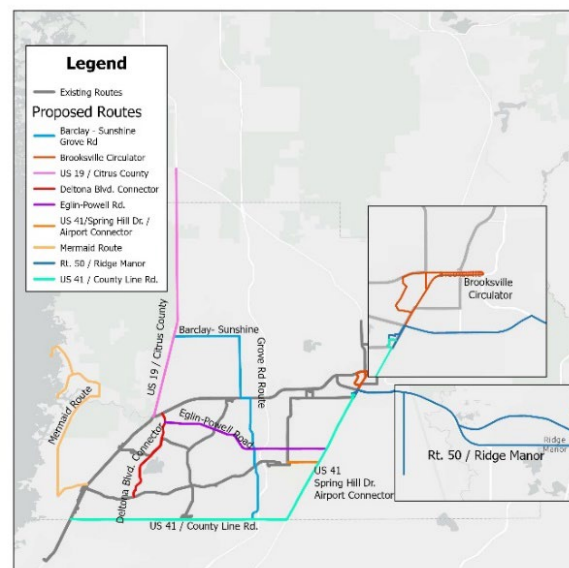 Legend
Existing Routes
Proposed Routes
Barclay - Sunshine
Grove Rd
Brooksville Circulator
US 19 / Citrus County
Deltona Blvd. Connector
Eglin-Powell Rd.
US 41/Spring Hill Dr. /
Airport Connector
Mermaid Route
Rt. 50 / Ridge Manor
US 41 / County Line Rd.
Brooksville
Circulator
US 19 / Citrus County
Barclay-Sunshine
Grove Rd Route
Mermaid Route
Eglin-Powell Road
Deltona Blvd. Connector
Ridge
Manor
Rt. 50 / Ridge Manor
US 41
Spring Hill Dr.
Airport Connector
US 41 / County Line Rd.